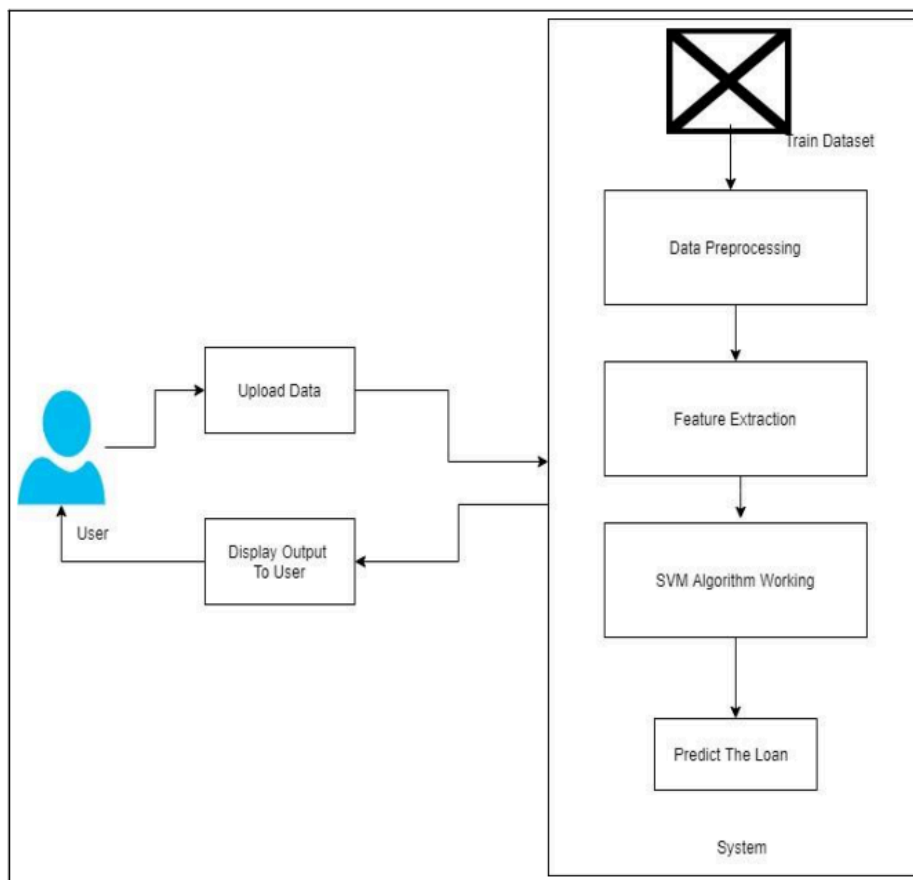 Train Dataset
Data Preprocessing
Upload Data
Feature Extraction
User
Display Output
To User
SVM Algorithm Working
Predict The Loan
System